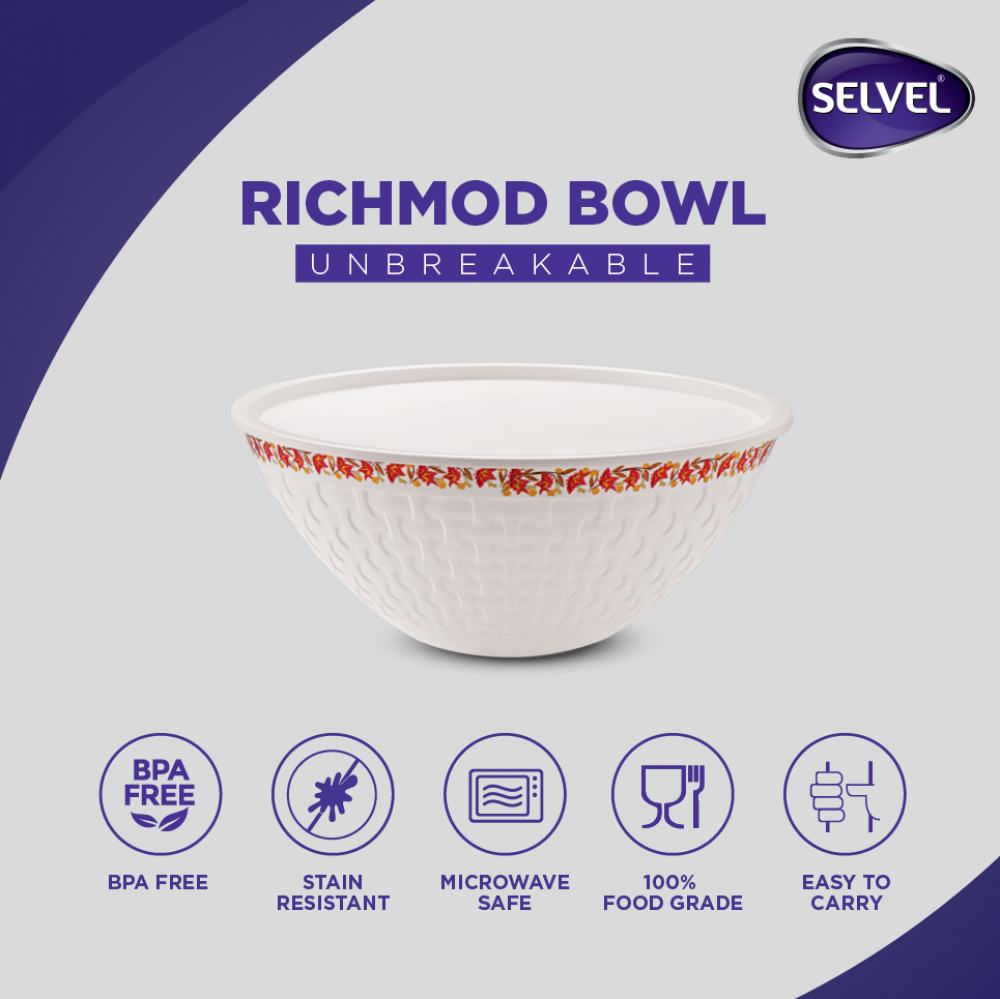 SELVEL®
RICHMOD BOWL
UNBREAKABLE
BPA
FREE
BPA FREE
STAIN
RESISTANT
MICROWAVE
SAFE
100%
FOOD GRADE
EASY TO
CARRY